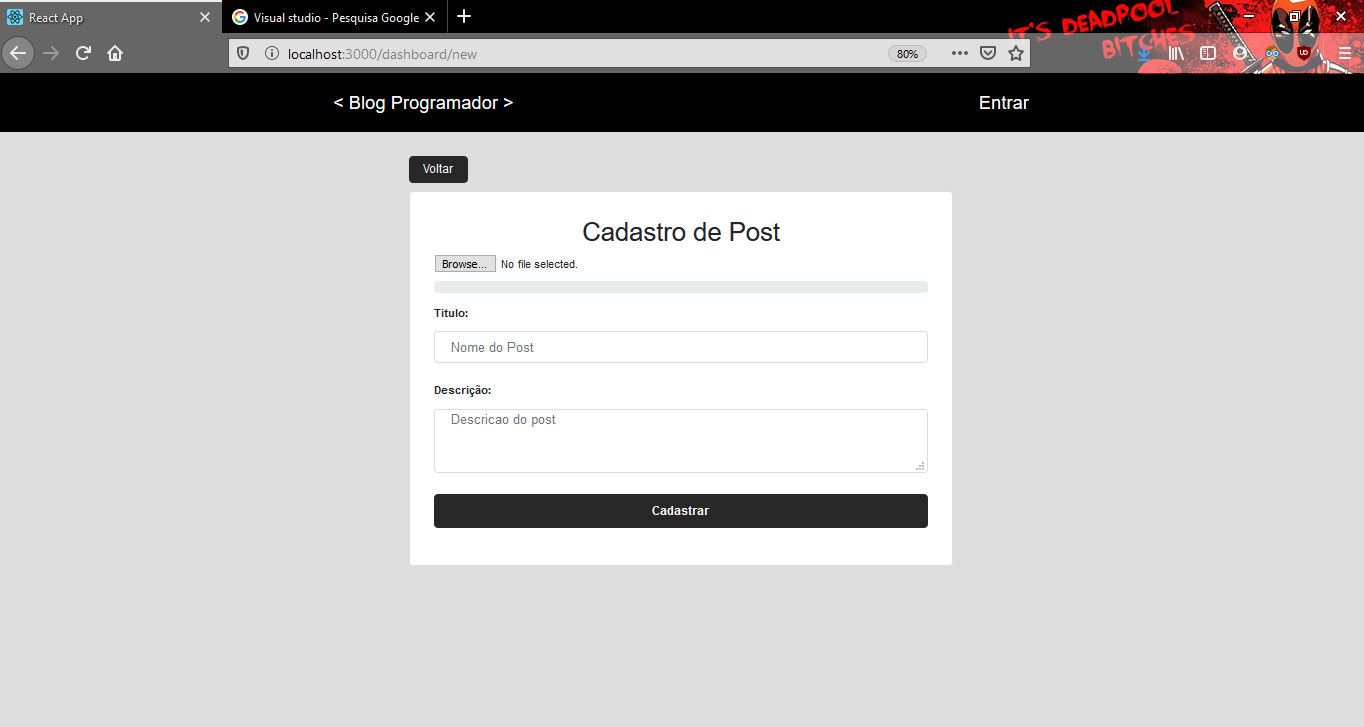 React App
Visual studio - Pesquisa Google
IT'S DEADPOOL
BITCHES
localhost:3000/dashboard/new
80%
< Blog Programador >
Entrar
Voltar
Cadastro de Post
Browse... No file selected.
Titulo:
Nome do Post
Descrição:
Descricao do post
Cadastrar